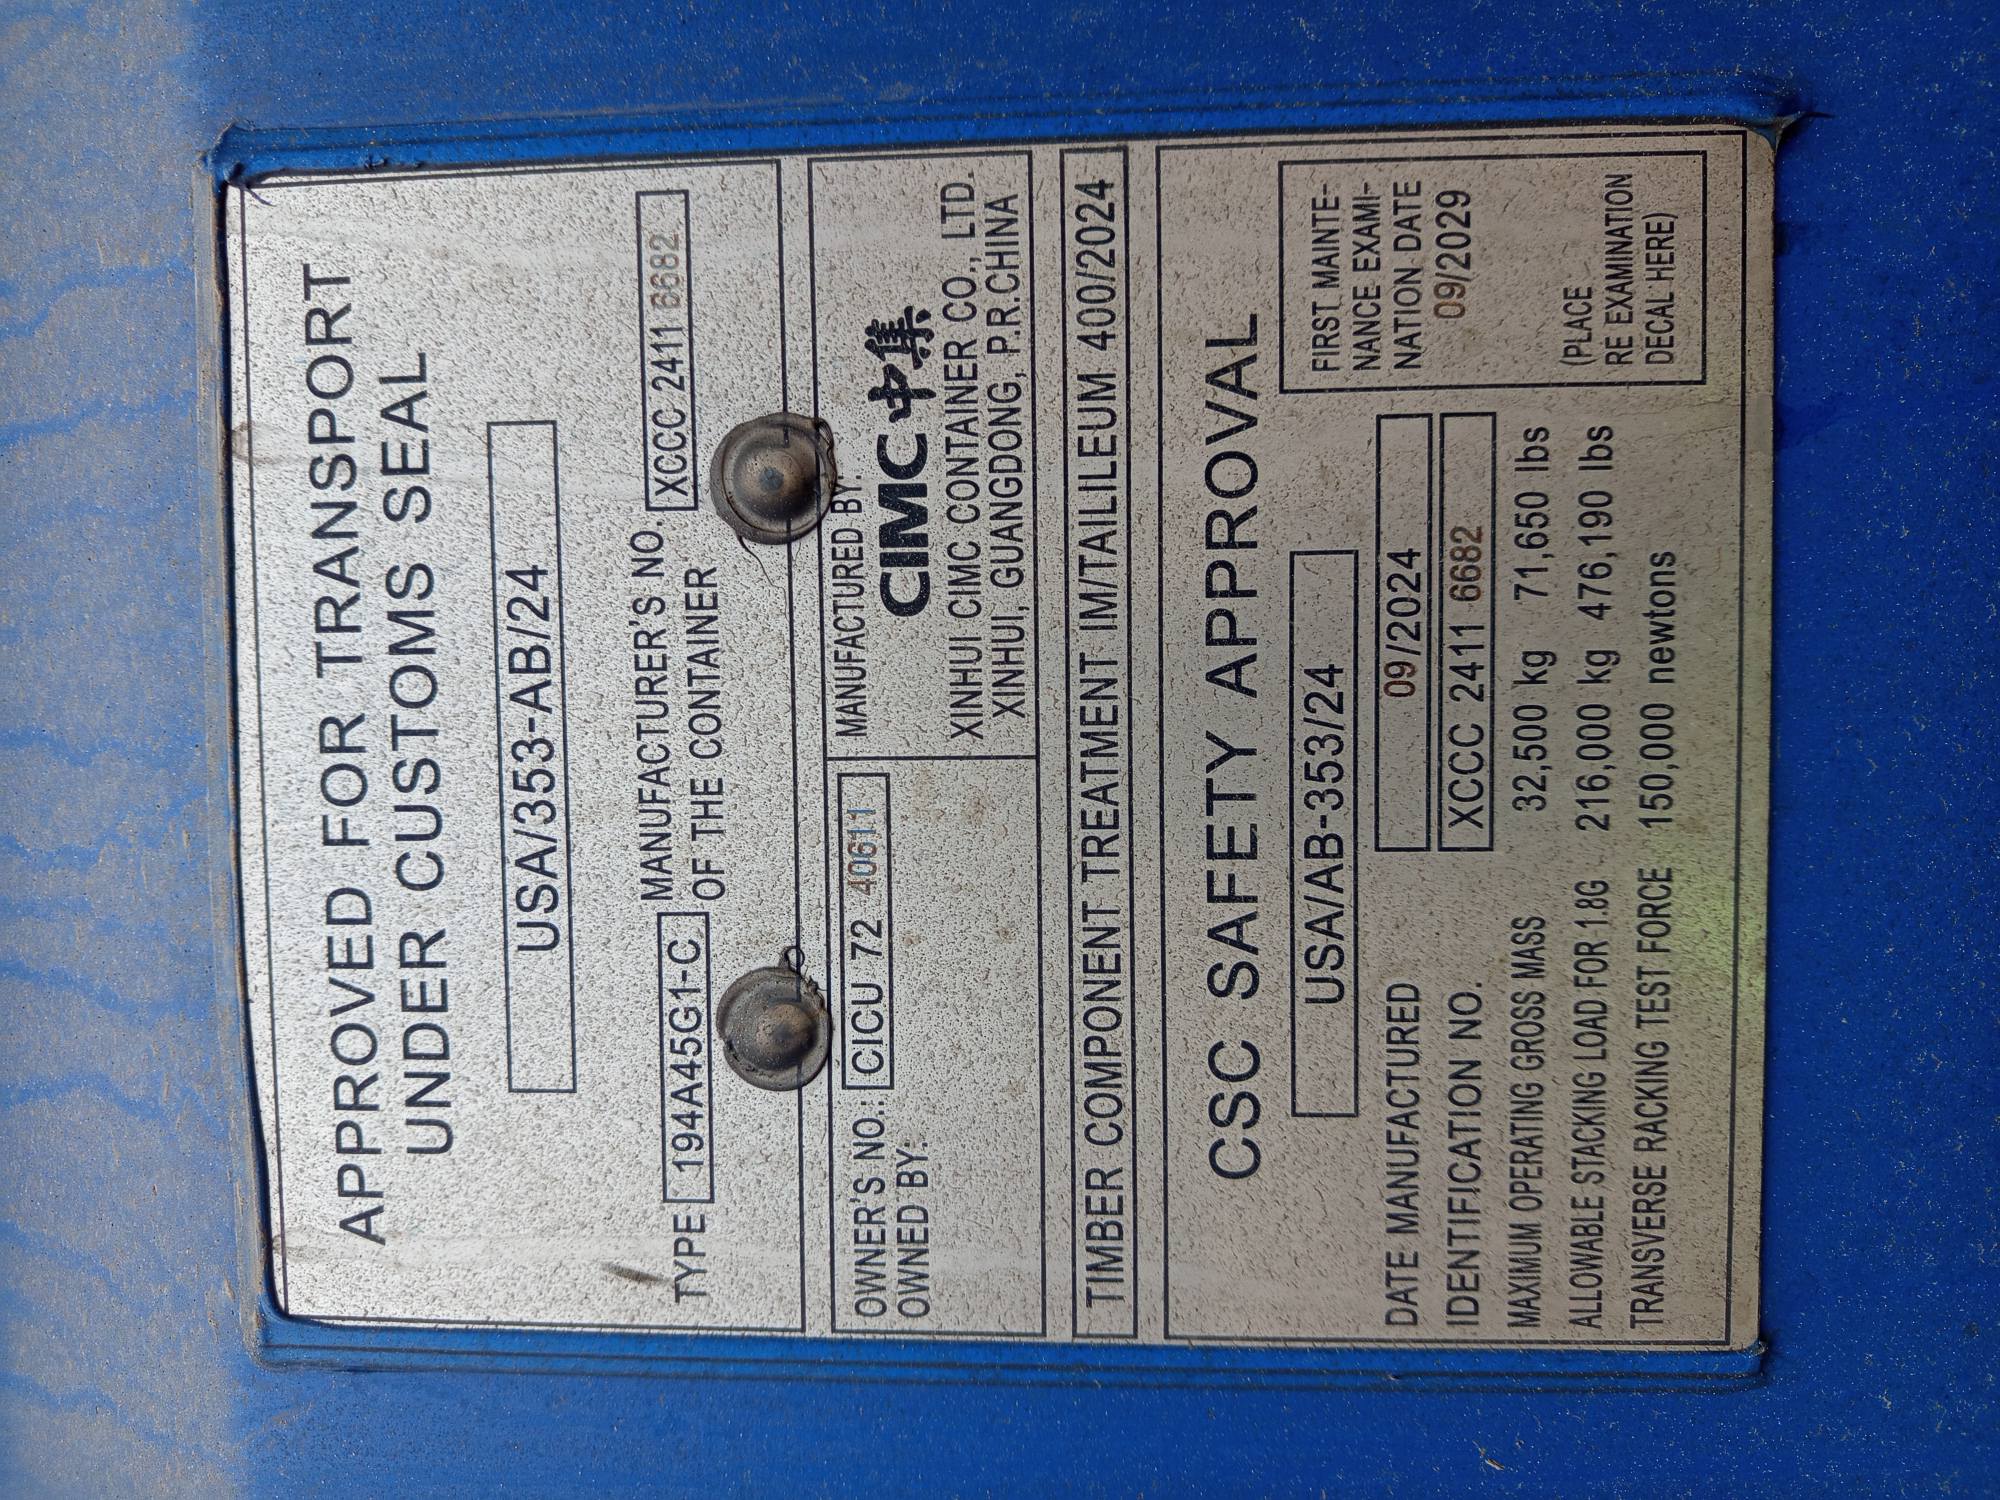 APPROVED FOR TRANSPORT
UNDER CUSTOMS SEAL
USA/353-AB/24
TYPE 194A45G1-C MANUFACTURER'S NO. OF THE CONTAINER XCCC 2411 6682
OWNER'S NO.: CICU 72 40611
OWNED BY:
MANUFACTURED BY:
CIMC 中集
XINHUI CIMC CONTAINER CO., LTD.
XINHUI, GUANGDONG, P.R.CHINA
TIMBER COMPONENT TREATMENT IM/TAILILEUM 400/2024
CSC SAFETY APPROVAL
USA/AB-353/24
DATE MANUFACTURED 09/2024
IDENTIFICATION NO. XCCC 2411 6682
MAXIMUM OPERATING GROSS MASS 32,500 kg 71,650 lbs
ALLOWABLE STACKING LOAD FOR 1.8G 216,000 kg 476,190 lbs
TRANSVERSE RACKING TEST FORCE 150,000 newtons
FIRST MAINTE-
NANCE EXAMI-
NATION DATE
09/2029
(PLACE
RE EXAMINATION
DECAL HERE)